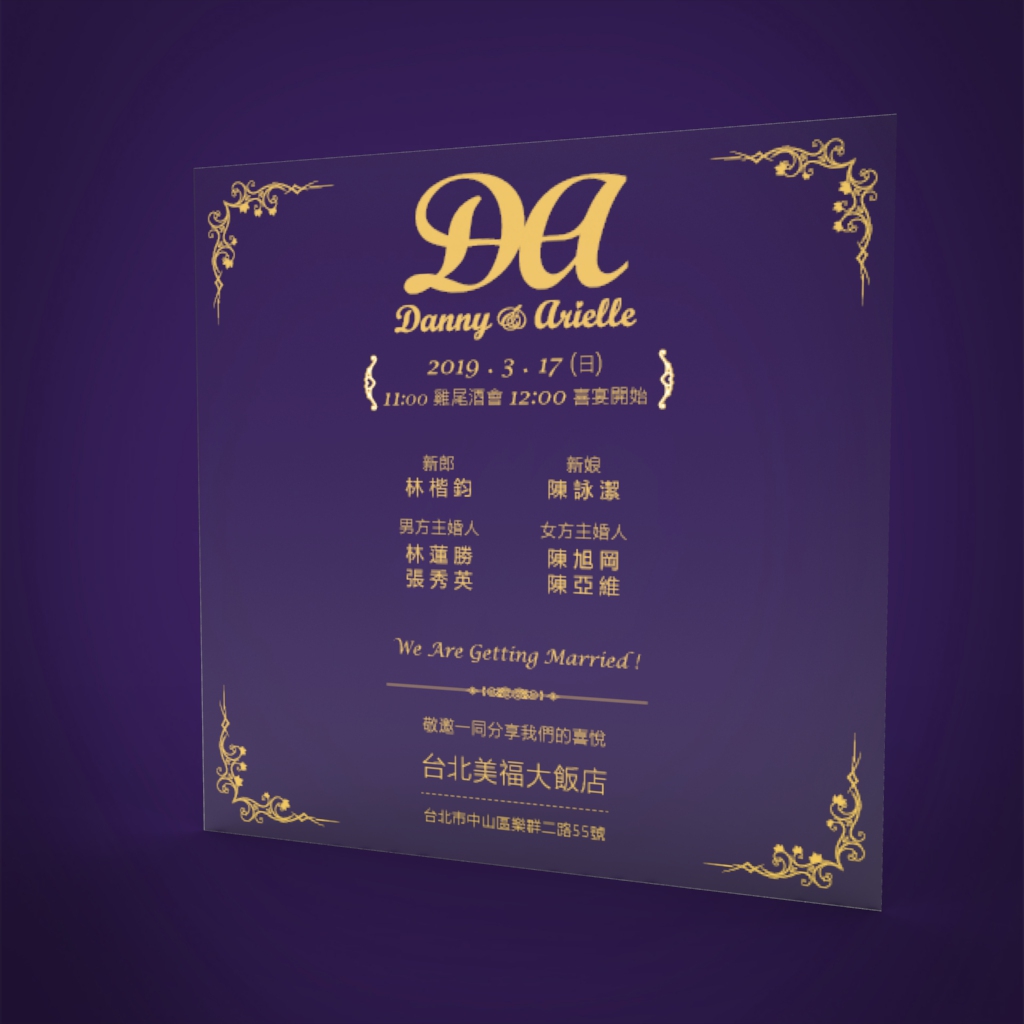 DA
Danny & Arielle
2019 . 3 . 17 (日)
11:00 雞尾酒會 12:00 喜宴開始
新郎 新娘
林楷鈞 陳詠潔
男方主婚人 女方主婚人
林蓮勝 陳旭岡
張秀英 陳亞維
We Are Getting Married !
敬邀一同分享我們的喜悅
台北美福大飯店
台北市中山區樂群二路55號